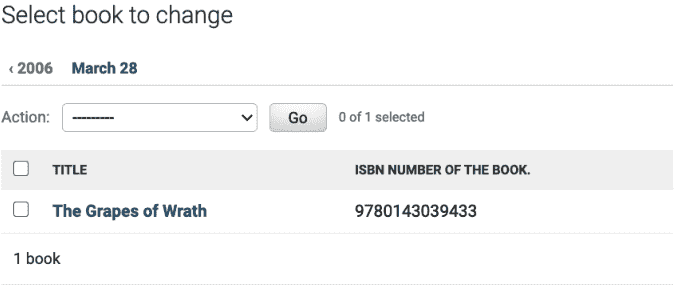 Select book to change
‹ 2006 March 28
Action: --------- Go 0 of 1 selected
TITLE ISBN NUMBER OF THE BOOK.
The Grapes of Wrath 9780143039433
1 book